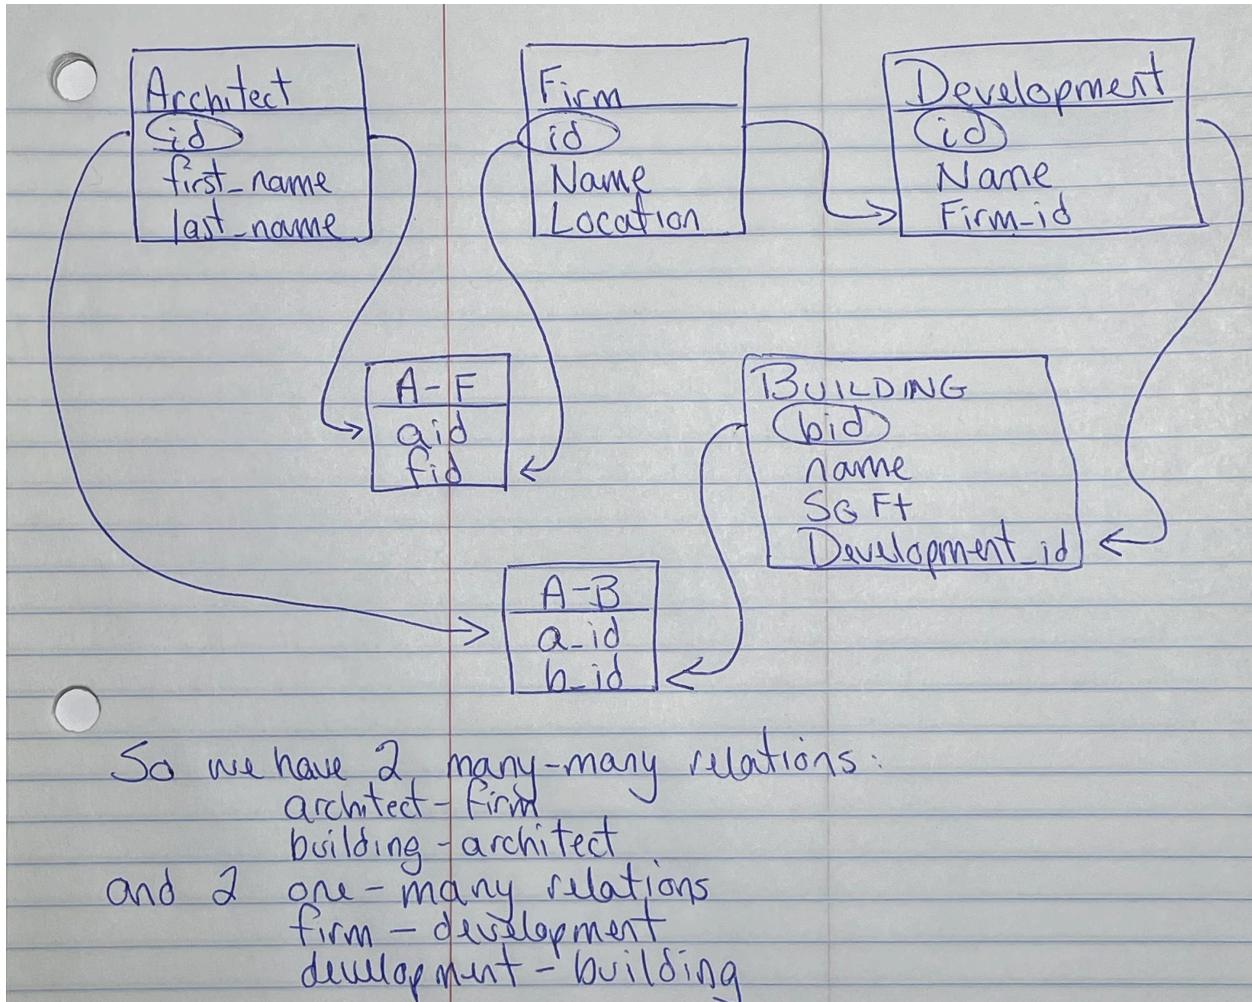 Architect
id
first_name
last_name
Firm
id
Name
Location
Development
id
Name
Firm_id
A-F
aid
fid
BUILDING
bid
name
SQ Ft
Development_id
A-B
a_id
b_id
So we have 2 many-many relations:
architect - firm
building - architect
and 2 one-many relations
firm - development
development - building